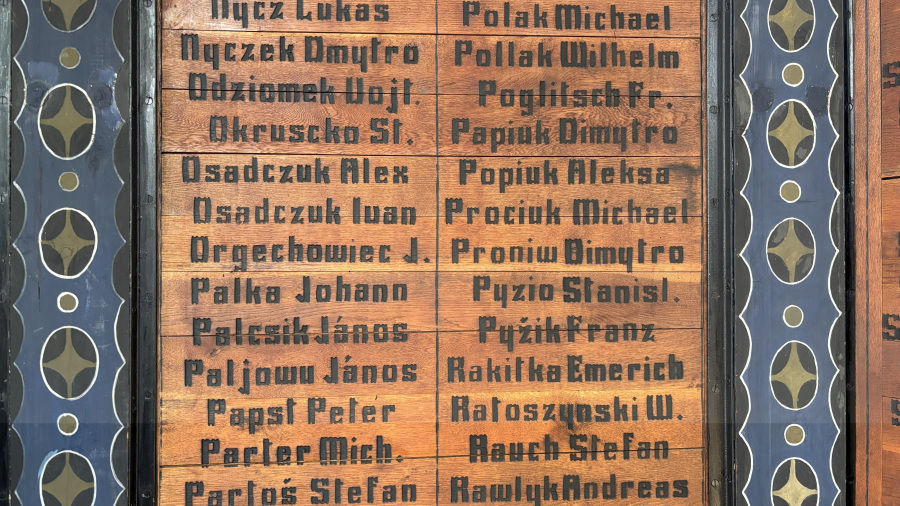 Nycz Lukas
Nyczek Dmytro
Odziomek Vojt.
Okruscko St.
Osadczuk Alex
Osadczuk Ivan
Orgechowiec J.
Palka Johann
Palcsik János
Paljowu János
Papst Peter
Parter Mich.
Partoś Stefan
Polak Michael
Pollak Wilhelm
Poglitsch Fr.
Papiuk Dimytro
Popiuk Aleksa
Prociuk Michael
Proniw Dimytro
Pyzio Stanisl.
Pyžik Franz
Rakitka Emerich
Ratoszynski W.
Rauch Stefan
Rawlyk Andreas